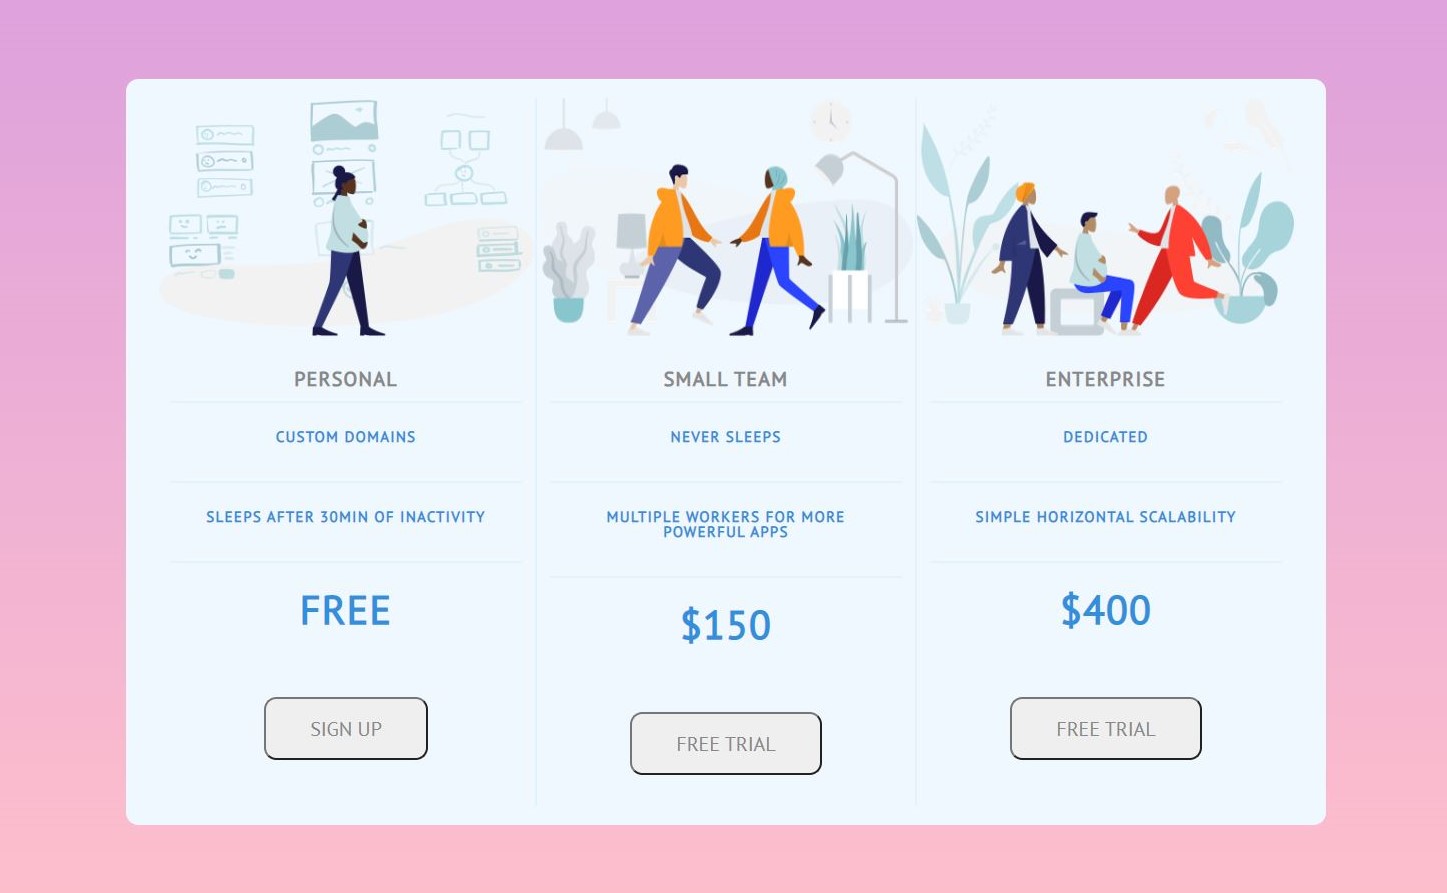 PERSONAL
CUSTOM DOMAINS
SLEEPS AFTER 30MIN OF INACTIVITY
FREE
SIGN UP
SMALL TEAM
NEVER SLEEPS
MULTIPLE WORKERS FOR MORE
POWERFUL APPS
$150
FREE TRIAL
ENTERPRISE
DEDICATED
SIMPLE HORIZONTAL SCALABILITY
$400
FREE TRIAL